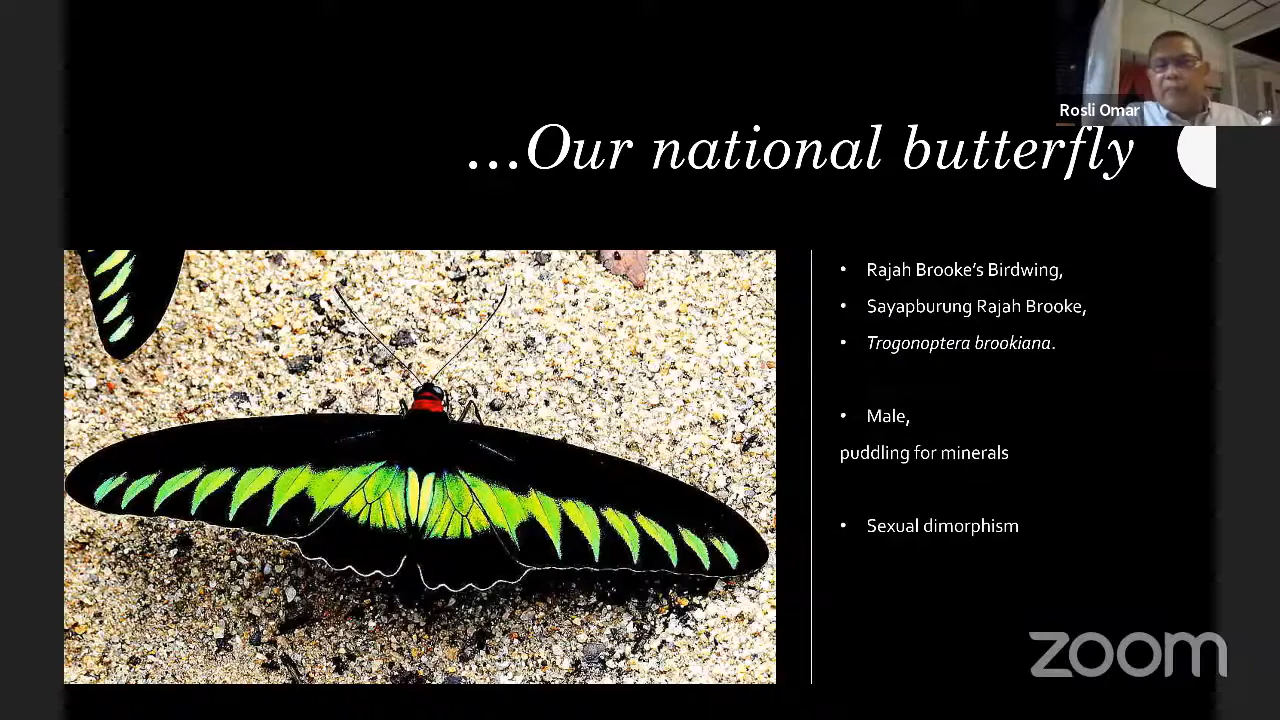 Rosli Omar
...Our national butterfly
• Rajah Brooke’s Birdwing,
• Sayapburung Rajah Brooke,
• Trogonoptera brookiana.
• Male,
puddling for minerals
• Sexual dimorphism
zoom